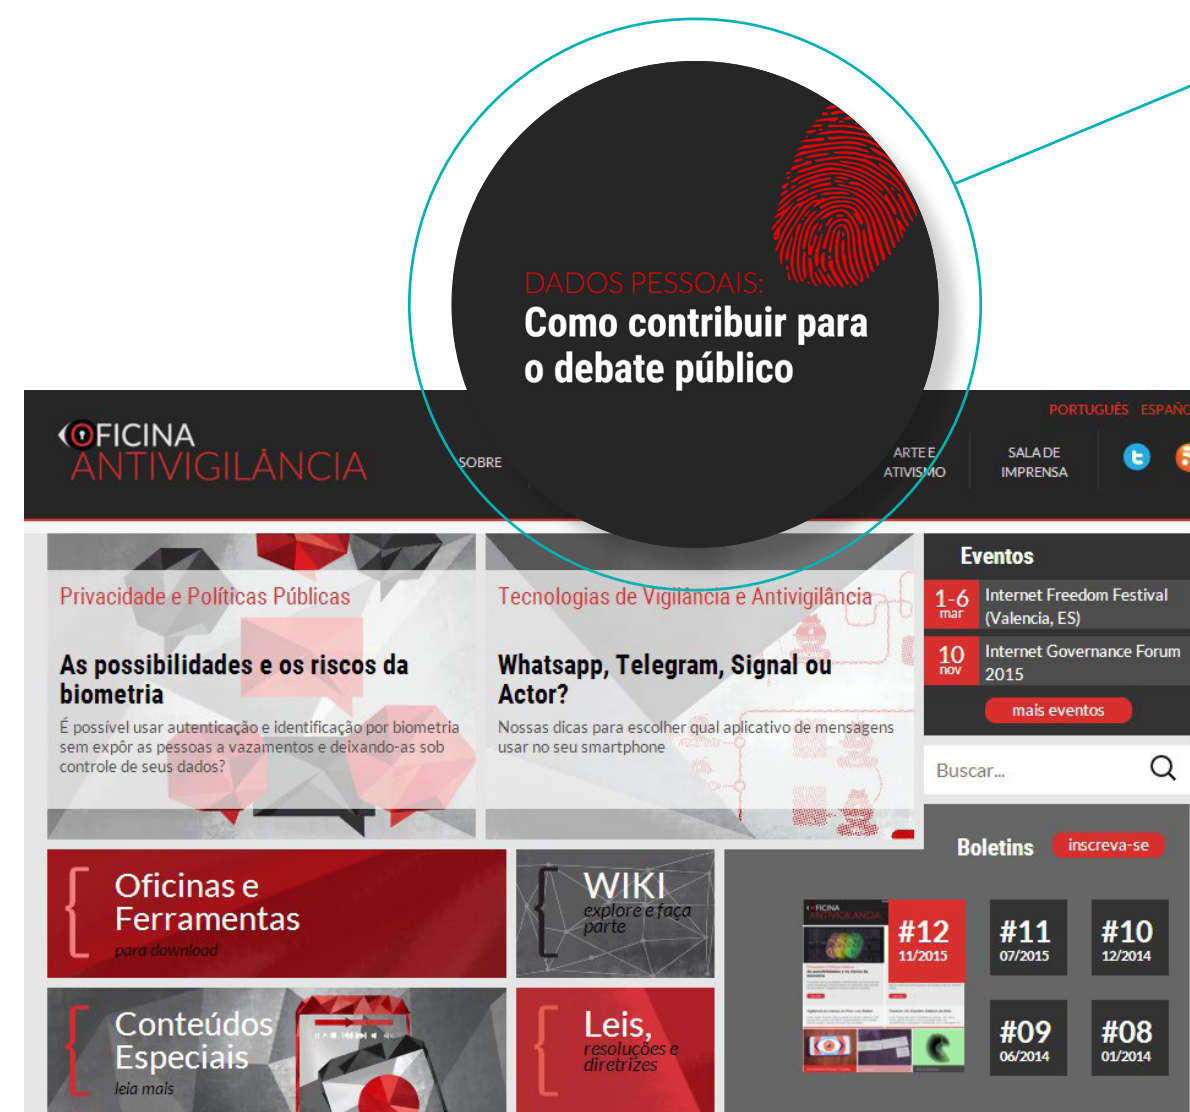 DADOS PESSOAIS:
Como contribuir para
o debate público
OFICINA
ANTIVIGILÂNCIA
PORTUGUÊS ESPAÑO
SOBRE
ARTE E
ATIVISMO
SALA DE
IMPRENSA
Privacidade e Políticas Públicas
As possibilidades e os riscos da
biometria
É possível usar autenticação e identificação por biometria
sem expôr as pessoas a vazamentos e deixando-as sob
controle de seus dados?
Tecnologias de Vigilância e Antivigilância
Whatsapp, Telegram, Signal ou
Actor?
Nossas dicas para escolher qual aplicativo de mensagens
usar no seu smartphone
Eventos
1-6
mar
Internet Freedom Festival
(Valencia, ES)
10
nov
Internet Governance Forum
2015
mais eventos
Buscar...
Boletins
inscreva-se
Oficinas e
Ferramentas
para download
WIKI
explore e faça
parte
Conteúdos
Especiais
leia mais
Leis,
resoluções e
diretrizes
OFICINA
ANTIVIGILÂNCIA
#12
11/2015
#11
07/2015
#10
12/2014
#09
06/2014
#08
01/2014